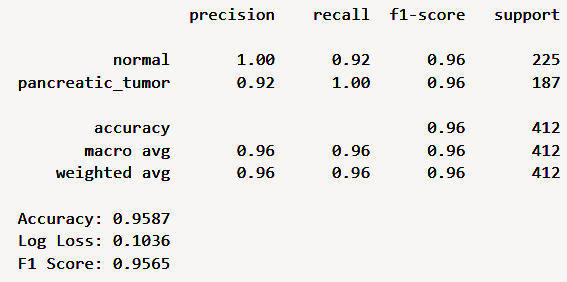 precision recall f1-score support
normal 1.00 0.92 0.96 225
pancreatic_tumor 0.92 1.00 0.96 187
accuracy 0.96 412
macro avg 0.96 0.96 0.96 412
weighted avg 0.96 0.96 0.96 412
Accuracy: 0.9587
Log Loss: 0.1036
F1 Score: 0.9565